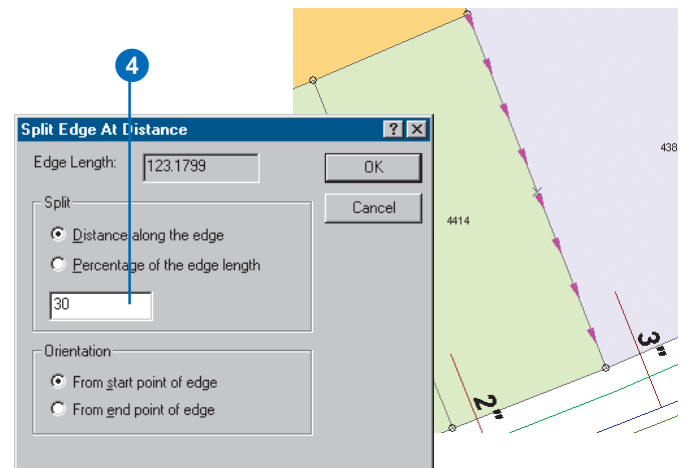 4
Split Edge At Distance
Edge Length: 123.1799
OK
Cancel
Split
Distance along the edge
Percentage of the edge length
30
Orientation
From start point of edge
From end point of edge
4414
438
3"
2"